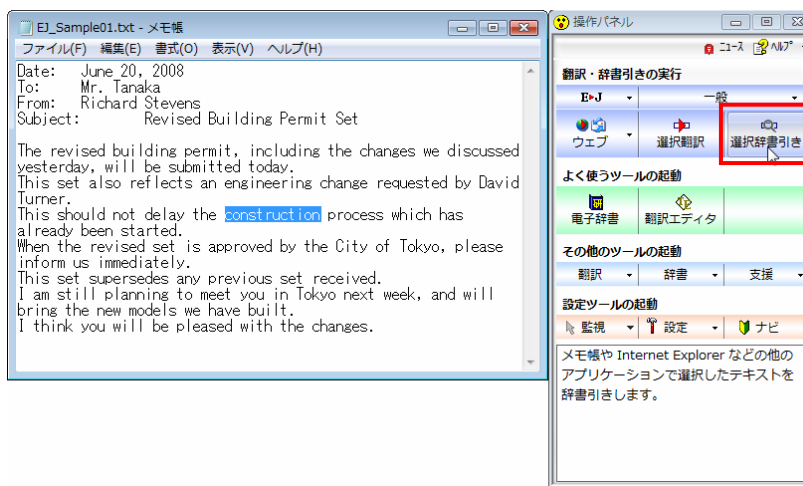 EJ_Sample01.txt - メモ帳
ファイル(F) 編集(E) 書式(O) 表示(V) ヘルプ(H)
Date: June 20, 2008
To: Mr. Tanaka
From: Richard Stevens
Subject: Revised Building Permit Set
The revised building permit, including the changes we discussed
yesterday, will be submitted today.
This set also reflects an engineering change requested by David
Turner.
This should not delay the construction process which has
already been started.
When the revised set is approved by the City of Tokyo, please
inform us immediately.
This set supersedes any previous set received.
I am still planning to meet you in Tokyo next week, and will
bring the new models we have built.
I think you will be pleased with the changes.
操作パネル
ニュース ヘルプ
翻訳・辞書引きの実行
E▸J 一般
ウェブ 選択翻訳 選択辞書引き
よく使うツールの起動
電子辞書 翻訳エディタ
その他のツールの起動
翻訳 辞書 支援
設定ツールの起動
監視 設定 ナビ
メモ帳や Internet Explorer などの他の
アプリケーションで選択したテキストを
辞書引きします。